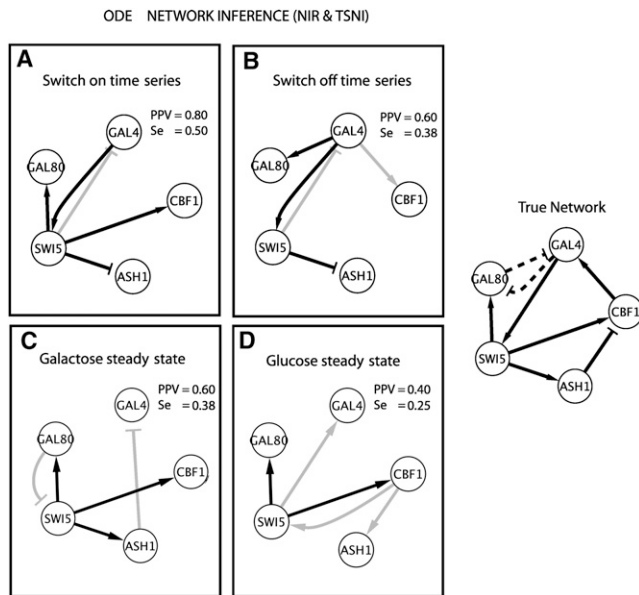 ODE NETWORK INFERENCE (NIR & TSNI)
A
Switch on time series
PPV = 0.80
Se = 0.50
GAL4
GAL80
CBF1
SWI5
ASH1
B
Switch off time series
PPV = 0.60
Se = 0.38
GAL4
GAL80
CBF1
SWI5
ASH1
C
Galactose steady state
PPV = 0.60
Se = 0.38
GAL4
GAL80
CBF1
SWI5
ASH1
D
Glucose steady state
PPV = 0.40
Se = 0.25
GAL4
GAL80
CBF1
SWI5
ASH1
True Network
GAL4
GAL80
CBF1
SWI5
ASH1